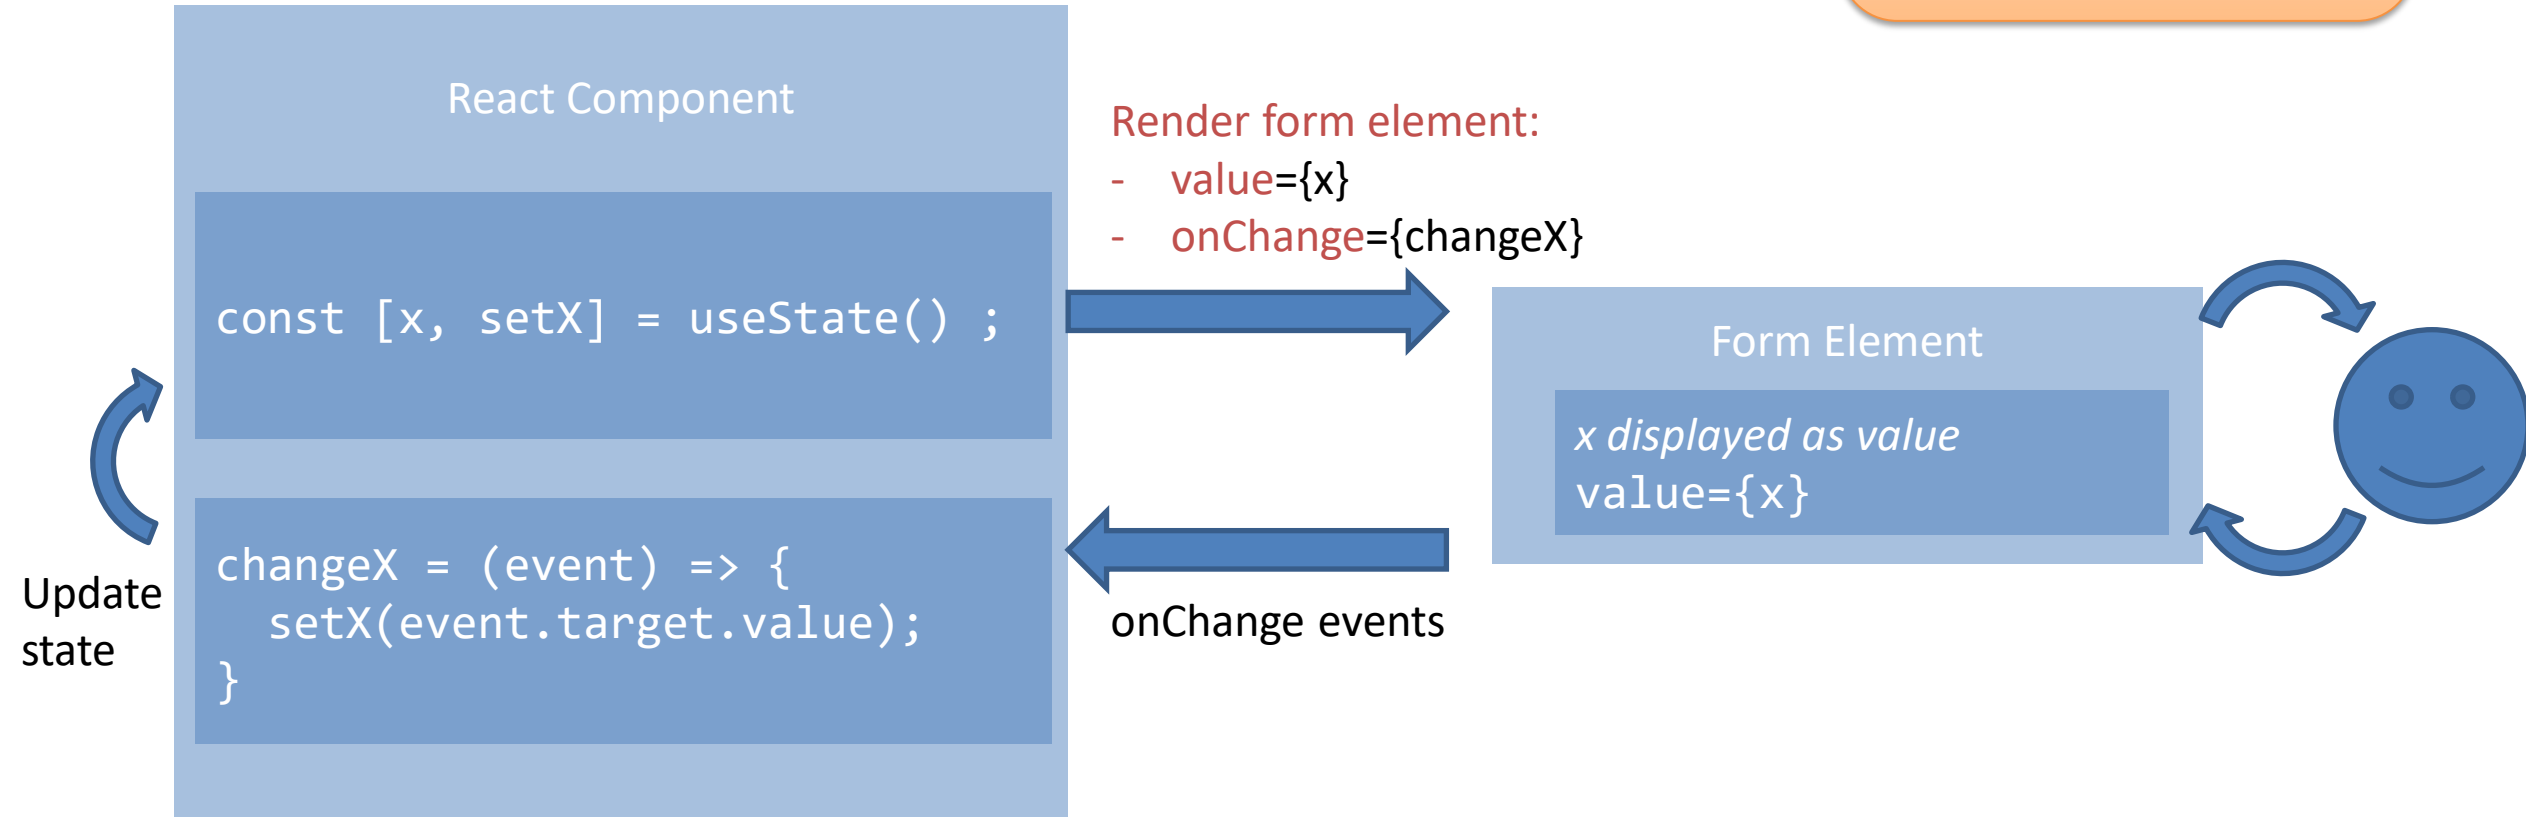 React Component
const [x, setX] = useState() ;
changeX = (event) => {
  setX(event.target.value);
}
Update
state
Render form element:
- value={x}
- onChange={changeX}
onChange events
Form Element
x displayed as value
value={x}